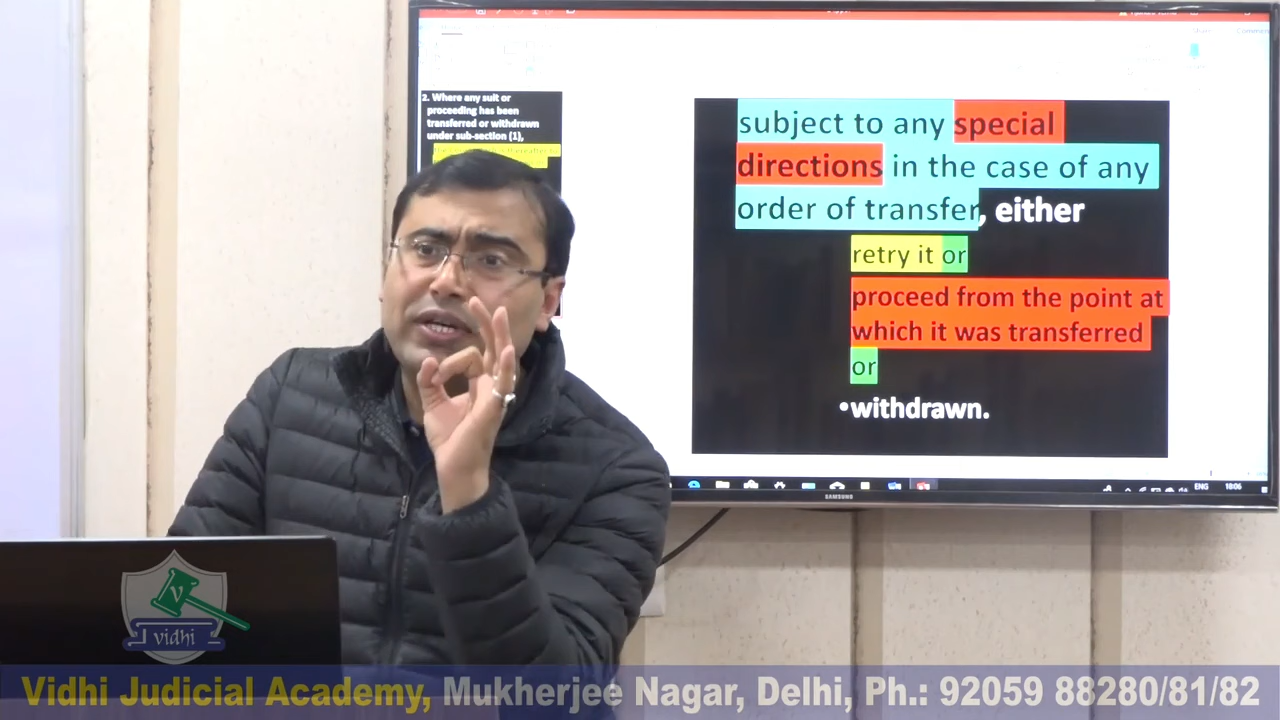 2. Where any suit or
proceeding has been
transferred or withdrawn
under sub-section (1),
subject to any special
directions in the case of any
order of transfer, either
retry it or
proceed from the point at
which it was transferred
or
•withdrawn.
ENG 18:06
SAMSUNG
V
vidhi
Vidhi Judicial Academy, Mukherjee Nagar, Delhi, Ph.: 92059 88280/81/82